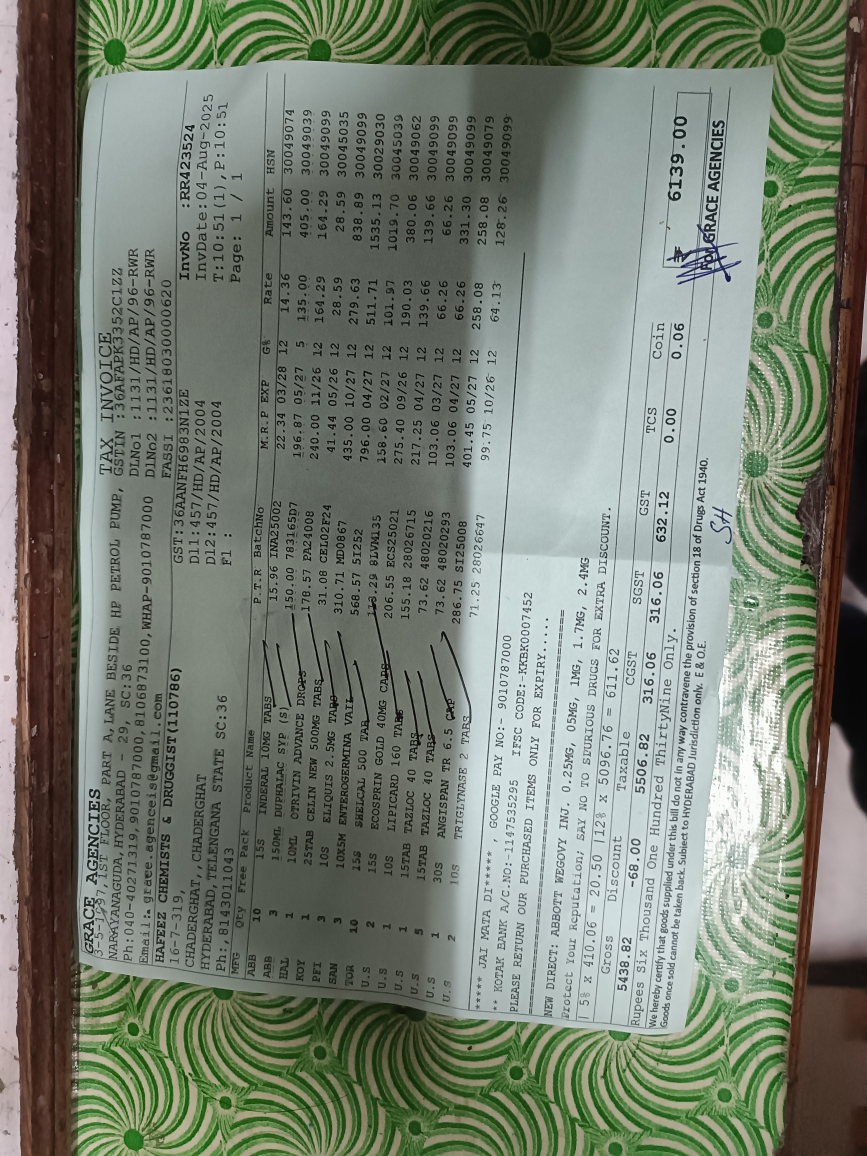 GRACE AGENCIES TAX INVOICE
3-5-1297,1ST FLOOR, PART A,LANE BESIDE HP PETROL PUMP, GSTIN :36AFAPK3352C1ZZ
NARAYANAGUDA,HYDERABAD - 29, SC:36 DLNo1 :1131/HD/AP/96-RWR
Ph:040-40271319,9010787000,8106873100,WHAP-9010787000 DlNo2 :1131/HD/AP/96-RWR
Email: grace.agenceis@gmail.com FASSI :23618030000620
HAFEEZ CHEMISTS & DRUGGIST(110786) GST:36AANFH6983N1ZE InvNo :RR423524
16-7-319, Dl1:457/HD/AP/2004 InvDate:04-Aug-2025
CHADERGHAT,,CHADERGHAT Dl2:457/HD/AP/2004 T:10:51(1),P:10:51
HYDERABAD,TELENGANA STATE SC:36 Fl : Page: 1 / 1
Ph:,8143011043
MFG Qty Free Pack Product Name P.T.R BatchNo M.R.P EXP G% Rate Amount HSN
ABB 10 15S INDERAL 10MG TABS 15.96 INA25002 22.34 03/28 12 14.36 143.60 30049074
ABB 3 150ML DUPHALAC SYP (S) 150.00 783165D7 196.87 05/27 5 135.00 405.00 30049039
HAL 1 10ML OTRIVIN ADVANCE DROPS 178.57 PA24008 240.00 11/26 12 164.29 164.29 30049099
KOY 1 25TAB CELIN NEW 500MG TABS 31.08 CEL02F24 41.44 05/26 12 28.59 28.59 30045035
PFI 3 10S ELIQUIS 2.5MG TABS 310.71 MD0867 435.00 10/27 12 279.63 838.89 30049099
SAN 3 10X5M ENTEROGERMINA VAIL 568.57 5I252 796.00 04/27 12 511.71 1535.13 30029030
TOR 10 15S SHELCAL 500 TAB 113.29 8LVM135 158.60 02/27 12 101.97 1019.70 30045039
U.S 2 15S ECOSPRIN GOLD 40MG CAPS 206.55 ECS25021 275.40 09/26 12 190.03 380.06 30049062
U.S 1 10S LIPICARD 160 TABS 155.18 28026715 217.25 04/27 12 139.66 139.66 30049099
U.S 1 15TAB TAZLOC 40 TABS 73.62 48020216 103.06 03/27 12 66.26 66.26 30049099
U.S 5 15TAB TAZLOC 40 TABS 73.62 48020293 103.06 04/27 12 66.26 331.30 30049099
U.S 1 30S ANGISPAN TR 6.5 CAP 286.75 SI25008 401.45 05/27 12 258.08 258.08 30049079
U.S 2 10S TRIGLYNASE 2 TABS 71.25 28026647 99.75 10/26 12 64.13 128.26 30049099
***** JAI MATA DI***** , GOOGLE PAY NO:- 9010787000
** KOTAK BANK A/C.NO:-1147535295 IFSC CODE:-KKBK0007452
PLEASE RETURN OUR PURCHASED ITEMS ONLY FOR EXPIRY.....
NEW DIRECT: ABBOTT WEGOVY INJ. 0.25MG, 05MG, 1MG, 1.7MG, 2.4MG
Protect Your Reputation, SAY NO TO SPURIOUS DRUGS FOR EXTRA DISCOUNT.
| 5% X 410.06 = 20.50 |12% X 5096.76 = 611.62
Gross Discount Taxable CGST SGST GST TCS Coin
5438.82 -68.00 5506.82 316.06 316.06 632.12 0.00 0.06 ₹ 6139.00
Rupees Six Thousand One Hundred ThirtyNine Only.
We hereby certify that goods supplied under this bill do not in any way contravene the provision of section 18 of Drugs Act 1940.
Goods once sold cannot be taken back. Subject to HYDERABAD Jurisdiction only. E & O.E.
SH
For GRACE AGENCIES